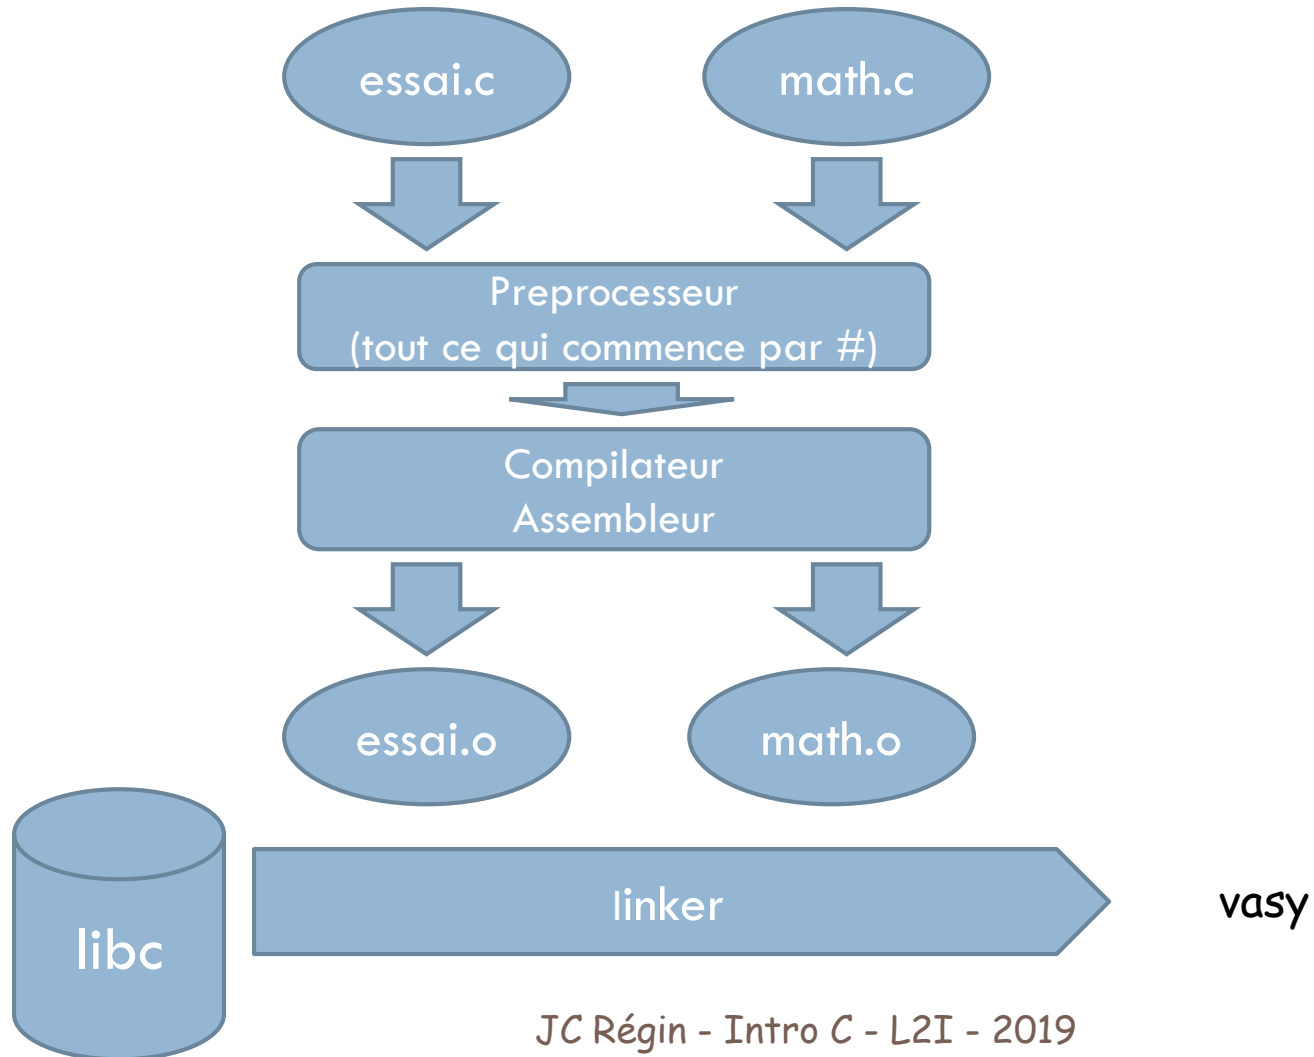 essai.c
math.c
Preprocesseur
(tout ce qui commence par #)
Compilateur
Assembleur
essai.o
math.o
libc
linker
vasy
JC Régin - Intro C - L2I - 2019